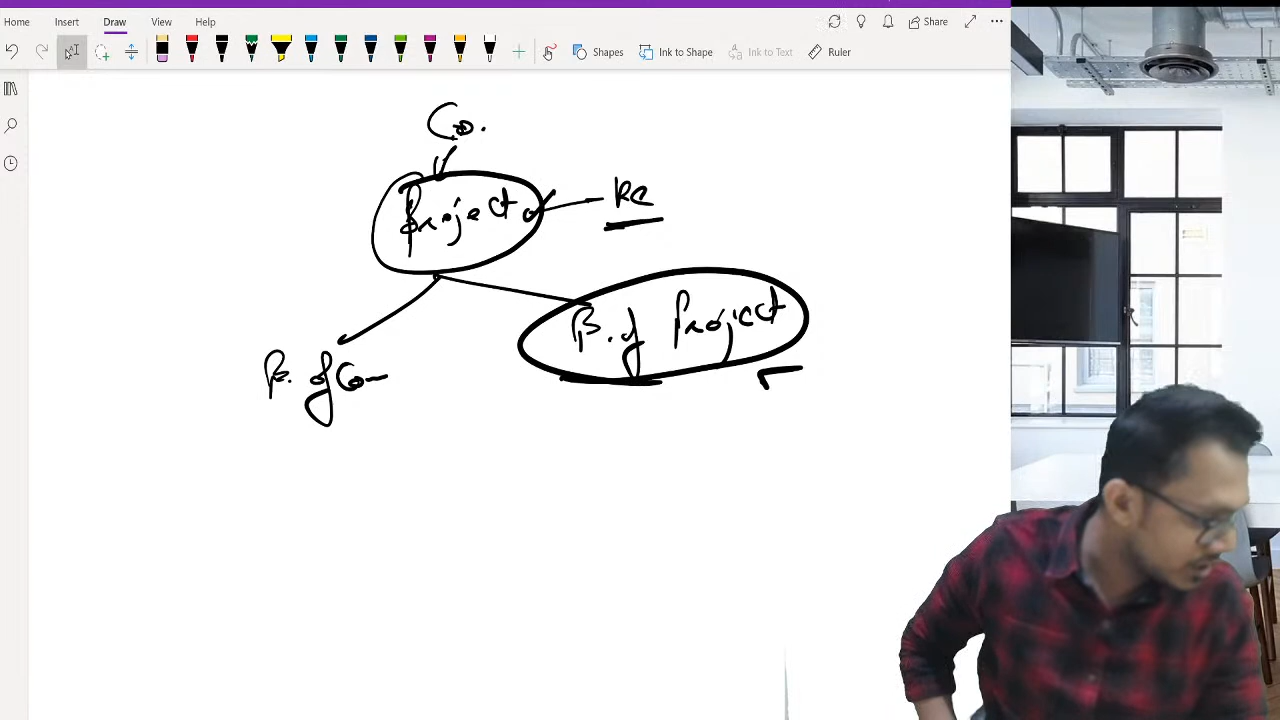 Home Insert Draw View Help
Share
Shapes Ink to Shape Ink to Text Ruler
Co.
Project
Ke
β. of Project
β. of Co